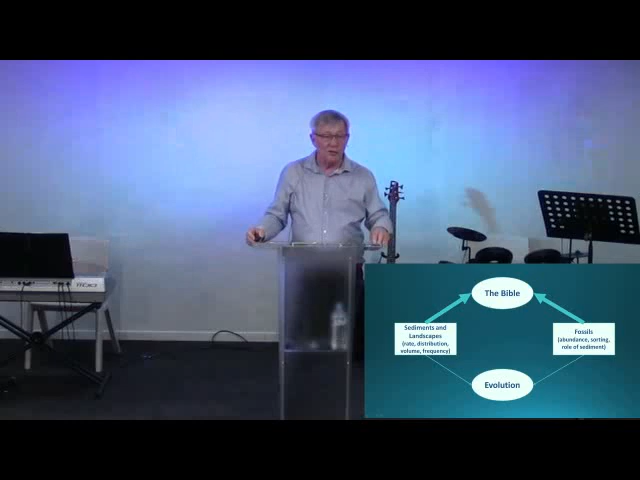 The Bible
Sediments and
Landscapes
(rate, distribution,
volume, frequency)
Fossils
(abundance, sorting,
role of sediment)
Evolution